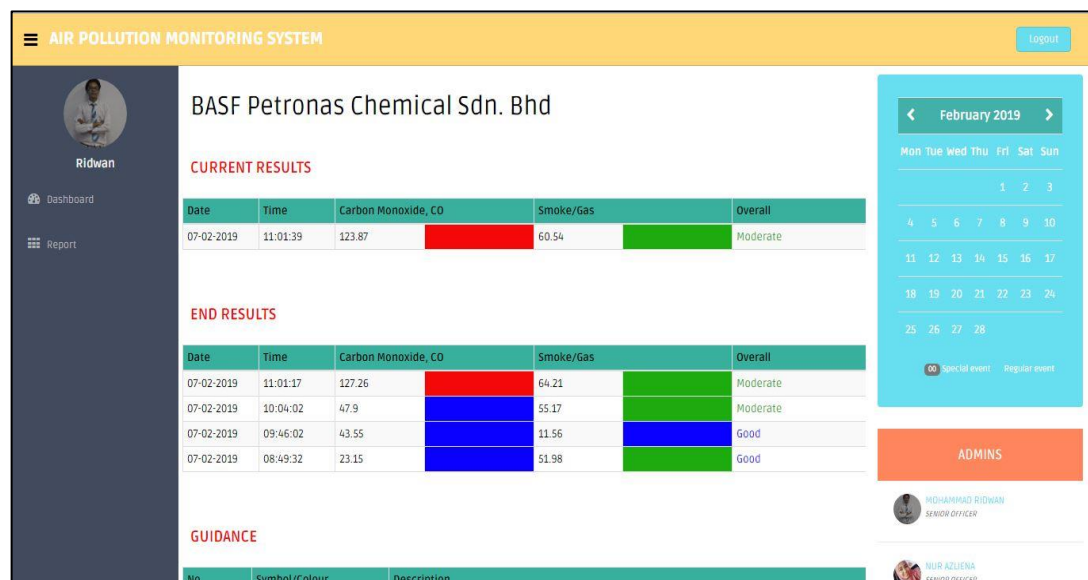 AIR POLLUTION MONITORING SYSTEM
Logout
Ridwan
Dashboard
Report
BASF Petronas Chemical Sdn. Bhd
CURRENT RESULTS
Date Time Carbon Monoxide, CO Smoke/Gas Overall
07-02-2019 11:01:39 123.87 60.54 Moderate
END RESULTS
Date Time Carbon Monoxide, CO Smoke/Gas Overall
07-02-2019 11:01:17 127.26 64.21 Moderate
07-02-2019 10:04:02 47.9 55.17 Moderate
07-02-2019 09:46:02 43.55 11.56 Good
07-02-2019 08:49:32 23.15 51.98 Good
GUIDANCE
No Symbol/Colour Description
February 2019
Mon Tue Wed Thu Fri Sat Sun
1 2 3
4 5 6 7 8 9 10
11 12 13 14 15 16 17
18 19 20 21 22 23 24
25 26 27 28
00 Special event Regular event
ADMINS
MOHAMMAD RIDWAN
SENIOR OFFICER
NUR AZLIENA
SENIOR OFFICER